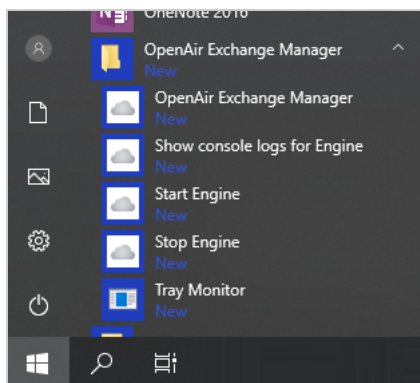 OneNote 2016
OpenAir Exchange Manager
New
OpenAir Exchange Manager
New
Show console logs for Engine
New
Start Engine
New
Stop Engine
New
Tray Monitor
New